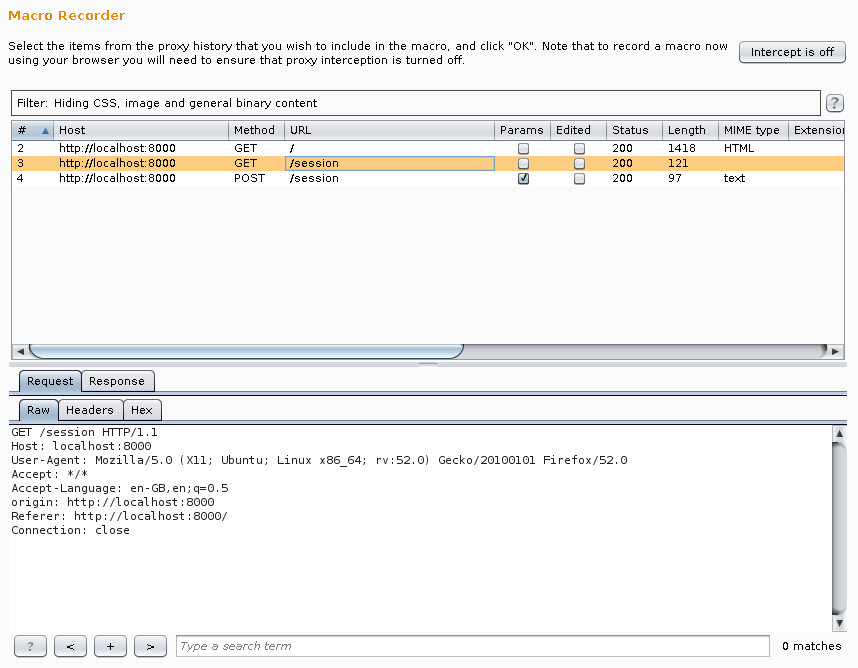 Macro Recorder
Select the items from the proxy history that you wish to include in the macro, and click "OK". Note that to record a macro now
using your browser you will need to ensure that proxy interception is turned off.
Intercept is off
Filter: Hiding CSS, image and general binary content
?
# Host Method URL Params Edited Status Length MIME type Extension
2 http://localhost:8000 GET / 200 1418 HTML
3 http://localhost:8000 GET /session 200 121
4 http://localhost:8000 POST /session 200 97 text
Request Response
Raw Headers Hex
GET /session HTTP/1.1
Host: localhost:8000
User-Agent: Mozilla/5.0 (X11; Ubuntu; Linux x86_64; rv:52.0) Gecko/20100101 Firefox/52.0
Accept: */*
Accept-Language: en-GB,en;q=0.5
origin: http://localhost:8000
Referer: http://localhost:8000/
Connection: close
? < + > Type a search term 0 matches